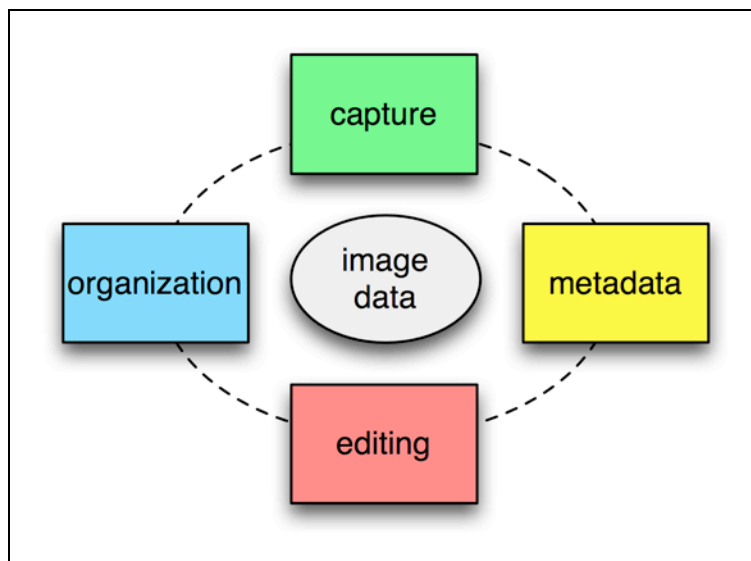 capture
organization
image
data
metadata
editing